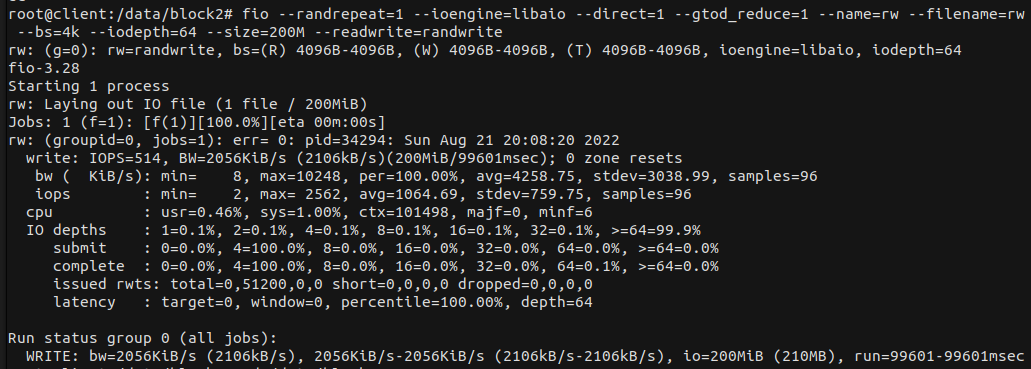 root@client:/data/block2# fio --randrepeat=1 --ioengine=libaio --direct=1 --gtod_reduce=1 --name=rw --filename=rw
 --bs=4k --iodepth=64 --size=200M --readwrite=randwrite
rw: (g=0): rw=randwrite, bs=(R) 4096B-4096B, (W) 4096B-4096B, (T) 4096B-4096B, ioengine=libaio, iodepth=64
fio-3.28
Starting 1 process
rw: Laying out IO file (1 file / 200MiB)
Jobs: 1 (f=1): [f(1)][100.0%][eta 00m:00s]
rw: (groupid=0, jobs=1): err= 0: pid=34294: Sun Aug 21 20:08:20 2022
  write: IOPS=514, BW=2056KiB/s (2106kB/s)(200MiB/99601msec); 0 zone resets
   bw (  KiB/s): min=    8, max=10248, per=100.00%, avg=4258.75, stdev=3038.99, samples=96
   iops        : min=    2, max= 2562, avg=1064.69, stdev=759.75, samples=96
  cpu          : usr=0.46%, sys=1.00%, ctx=101498, majf=0, minf=6
  IO depths    : 1=0.1%, 2=0.1%, 4=0.1%, 8=0.1%, 16=0.1%, 32=0.1%, >=64=99.9%
     submit    : 0=0.0%, 4=100.0%, 8=0.0%, 16=0.0%, 32=0.0%, 64=0.0%, >=64=0.0%
     complete  : 0=0.0%, 4=100.0%, 8=0.0%, 16=0.0%, 32=0.0%, 64=0.1%, >=64=0.0%
     issued rwts: total=0,51200,0,0 short=0,0,0,0 dropped=0,0,0,0
     latency   : target=0, window=0, percentile=100.00%, depth=64

Run status group 0 (all jobs):
  WRITE: bw=2056KiB/s (2106kB/s), 2056KiB/s-2056KiB/s (2106kB/s-2106kB/s), io=200MiB (210MB), run=99601-99601msec